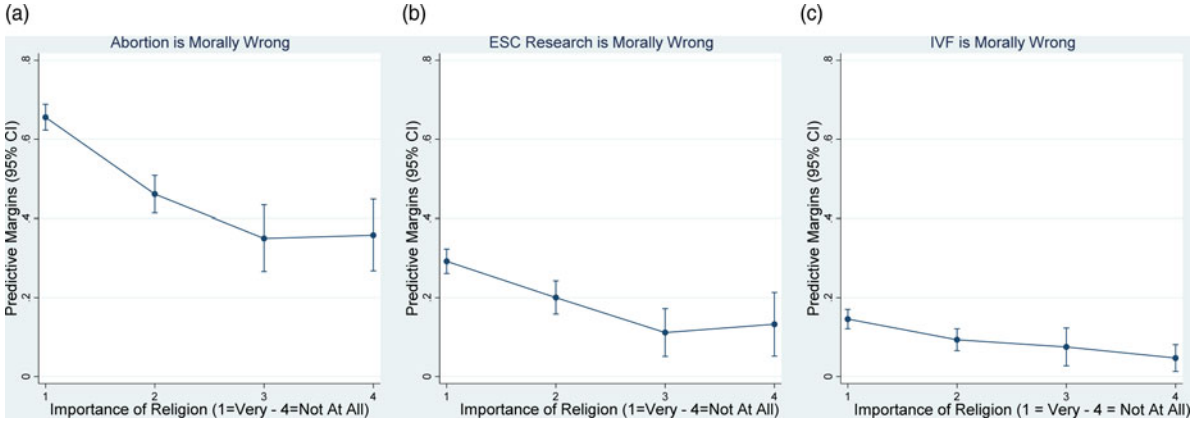 (a)
Abortion is Morally Wrong
Predictive Margins (95% CI)
.8
.6
.4
.2
0
1 2 3 4
Importance of Religion (1=Very - 4=Not At All)
(b)
ESC Research is Morally Wrong
Predictive Margins (95% CI)
.8
.6
.4
.2
0
1 2 3 4
Importance of Religion (1=Very - 4=Not At All)
(c)
IVF is Morally Wrong
Predictive Margins (95% CI)
.8
.6
.4
.2
0
1 2 3 4
Importance of Religion (1 = Very - 4 = Not At All)